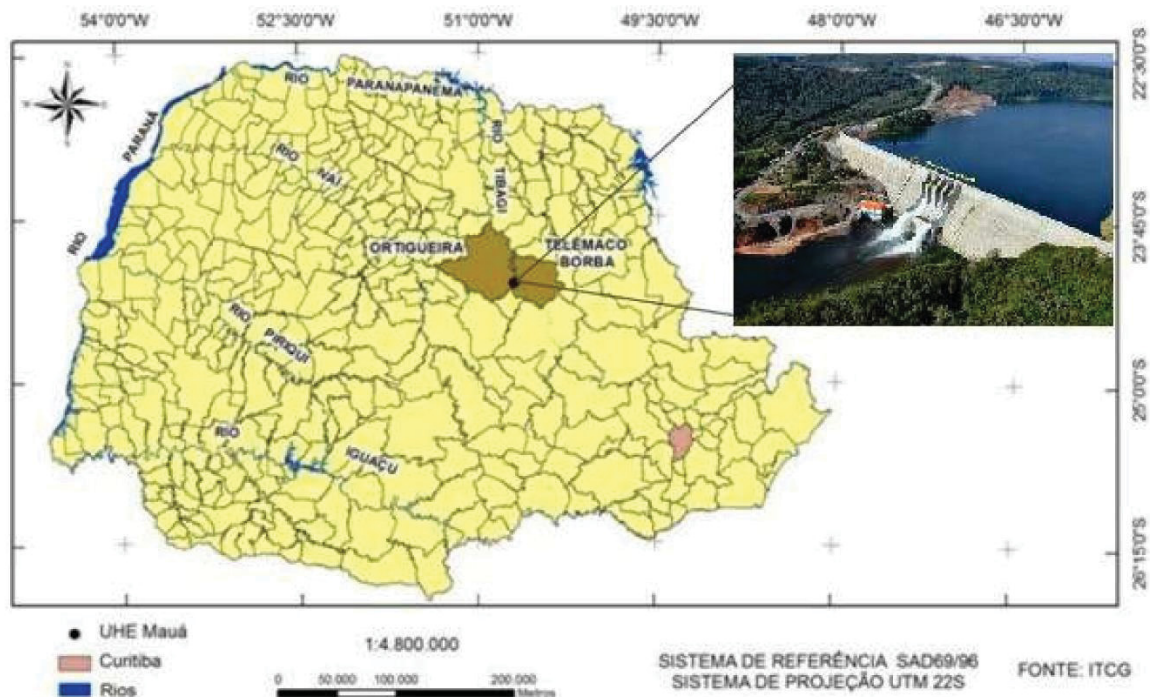 54°0'0"W 52°30'0"W 51°0'0"W 49°30'0"W 48°0'0"W 46°30'0"W
22°30'0"S
23°45'0"S
25°0'0"S
26°15'0"S
RIO PARANAPANEMA
RIO PARANÁ
RIO IVAI
RIO TIBAGI
ORTIGUEIRA
TELÊMACO
BORBA
RIO PIRIQUI
RIO IGUAÇU
UHE Mauá
Curitiba
Rios
1:4.800.000
0 50.000 100.000 200.000
Metros
SISTEMA DE REFERÊNCIA SAD69/96
SISTEMA DE PROJEÇÃO UTM 22S
FONTE: ITCG